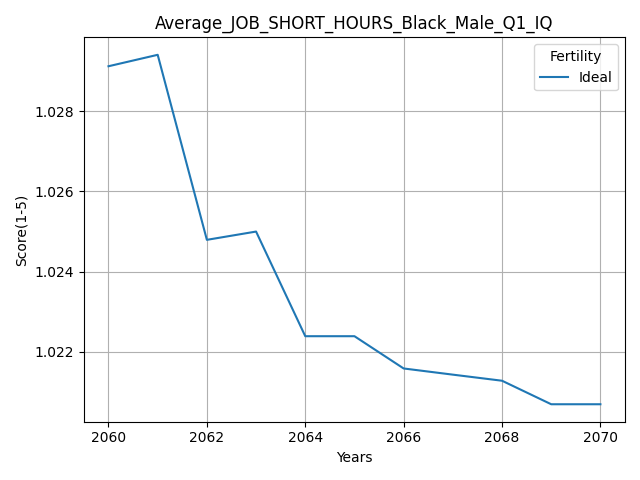 Average_JOB_SHORT_HOURS_Black_Male_Q1_IQ
Fertility
Ideal
Score(1-5)
1.028
1.026
1.024
1.022
2060 2062 2064 2066 2068 2070
Years